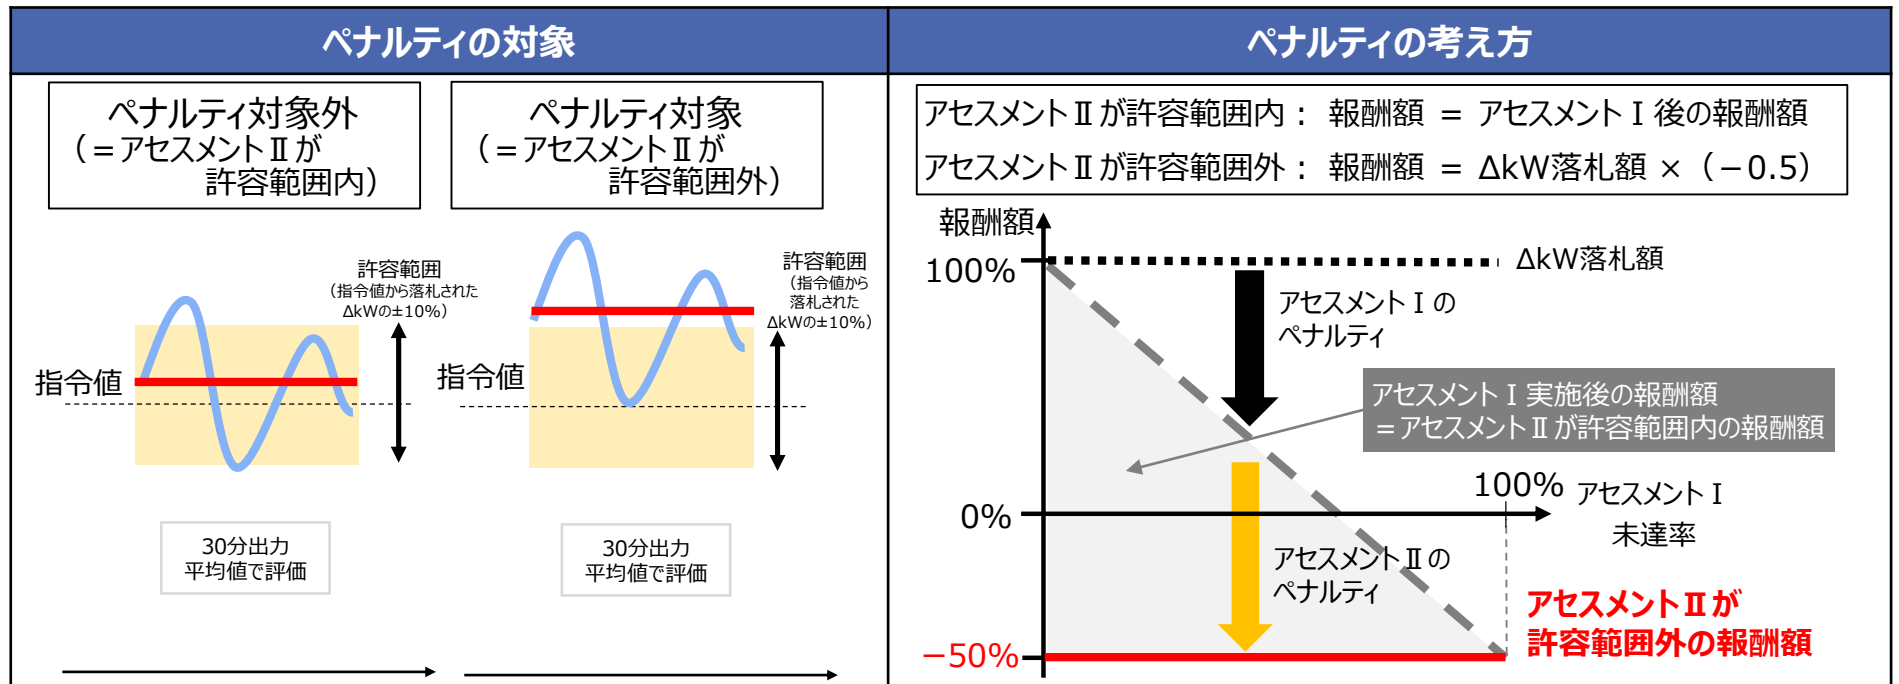 ペナルティの対象
ペナルティの考え方
ペナルティ対象外
（＝アセスメントⅡが
許容範囲内）
ペナルティ対象
（＝アセスメントⅡが
許容範囲外）
許容範囲
（指令値から落札された
ΔkWの±10%）
指令値
30分出力
平均値で評価
許容範囲
（指令値から
落札された
ΔkWの±10%）
指令値
30分出力
平均値で評価
アセスメントⅡが許容範囲内： 報酬額 ＝ アセスメントⅠ後の報酬額
アセスメントⅡが許容範囲外： 報酬額 ＝ ΔkW落札額 ×（－0.5）
報酬額
100%
ΔkW落札額
アセスメントⅠの
ペナルティ
アセスメントⅠ実施後の報酬額
＝アセスメントⅡが許容範囲内の報酬額
100%
アセスメントⅠ
未達率
0%
アセスメントⅡの
ペナルティ
アセスメントⅡが
許容範囲外の報酬額
－50%